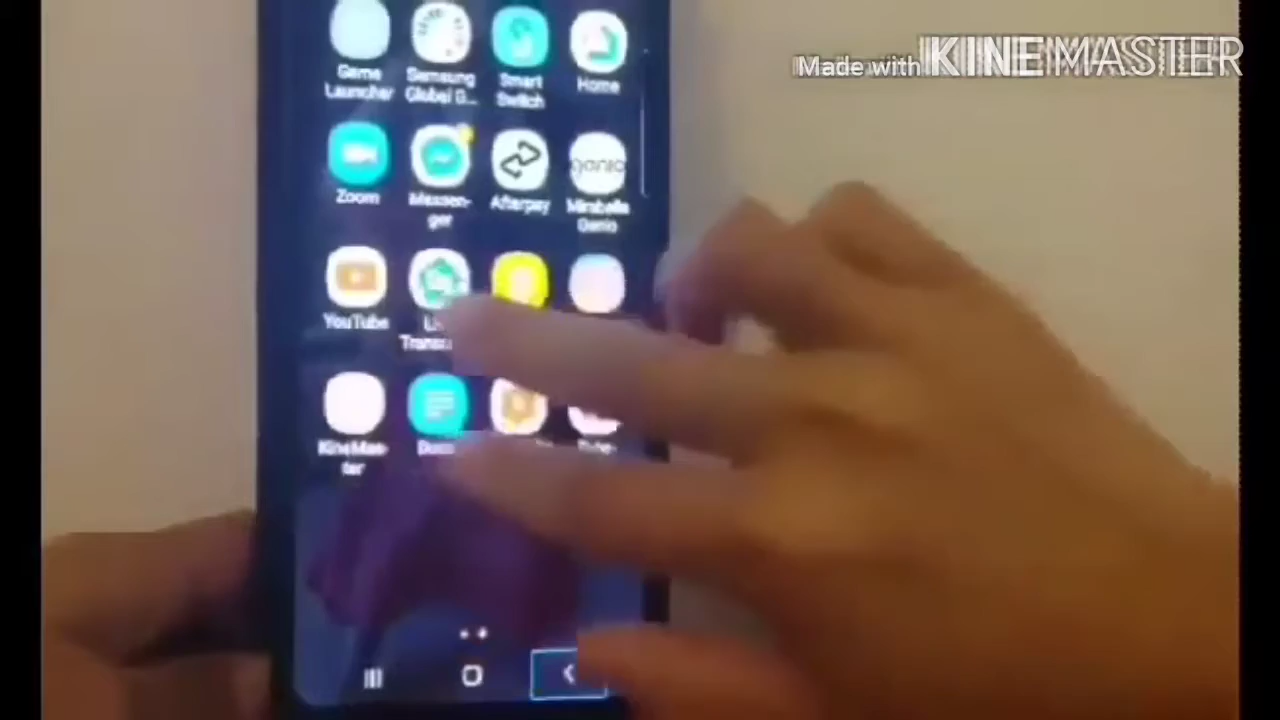 Made with KINEMASTER
Game
Launcher
Samsung
Global G...
Smart
Switch
Home
Zoom
Messen-
ger
Afterpay
genio
Mirabella
Genio
YouTube
KineMas-
ter